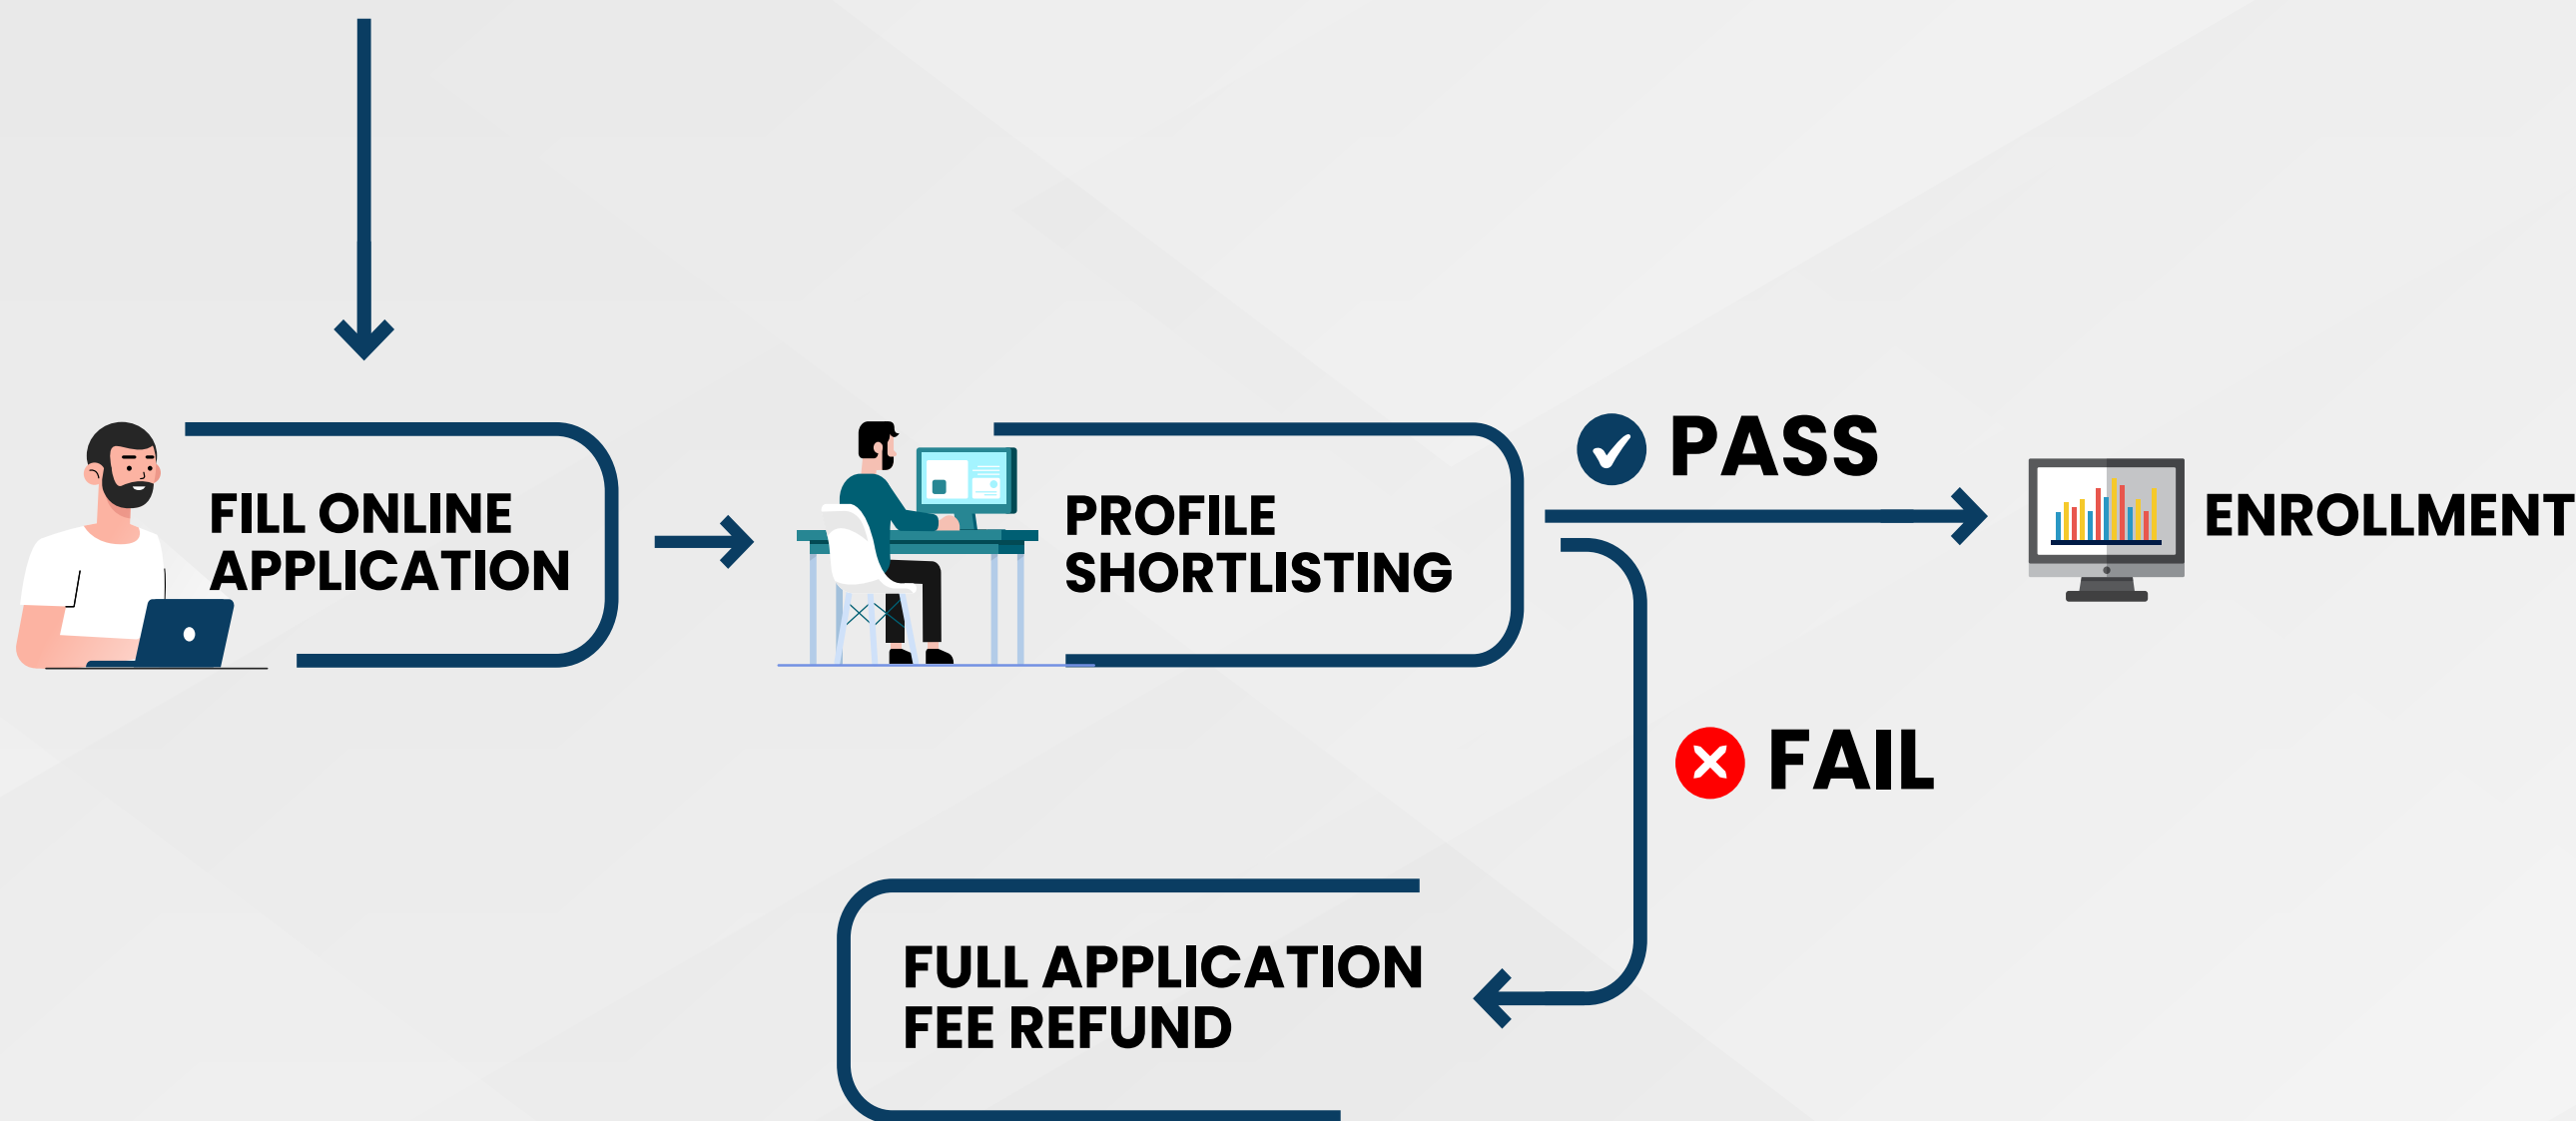 FILL ONLINE
APPLICATION
PROFILE
SHORTLISTING
PASS
ENROLLMENT
FAIL
FULL APPLICATION
FEE REFUND